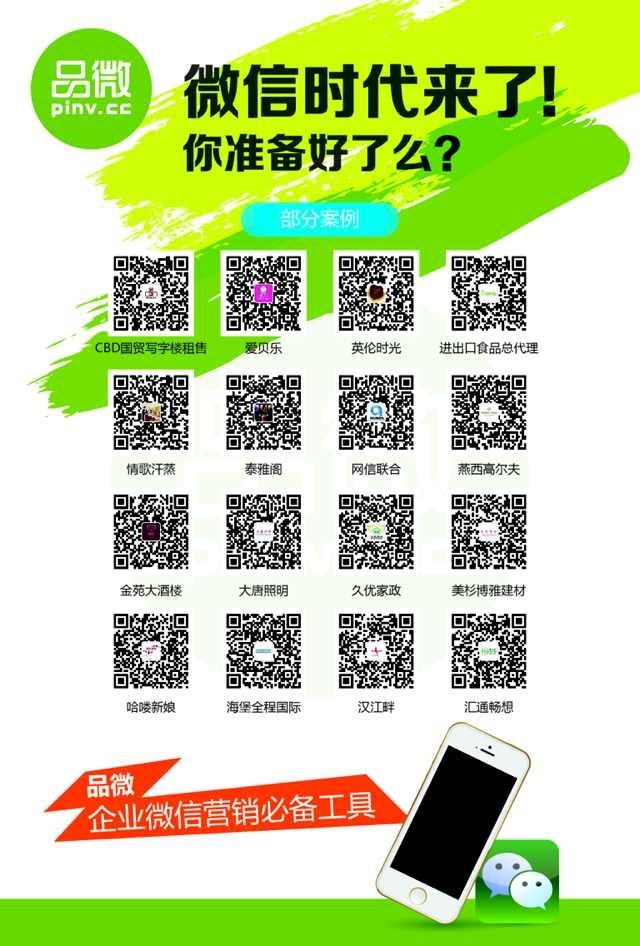 品微
pinv.cc
微信时代来了!
你准备好了么?
部分案例
CBD国贸写字楼租售
爱贝乐
英伦时光
进出口食品总代理
情歌汗蒸
泰雅阁
网信联合
燕西高尔夫
金苑大酒楼
大唐照明
久优家政
美杉博雅建材
哈喽新娘
海堡全程国际
汉江畔
汇通畅想
品微
企业微信营销必备工具